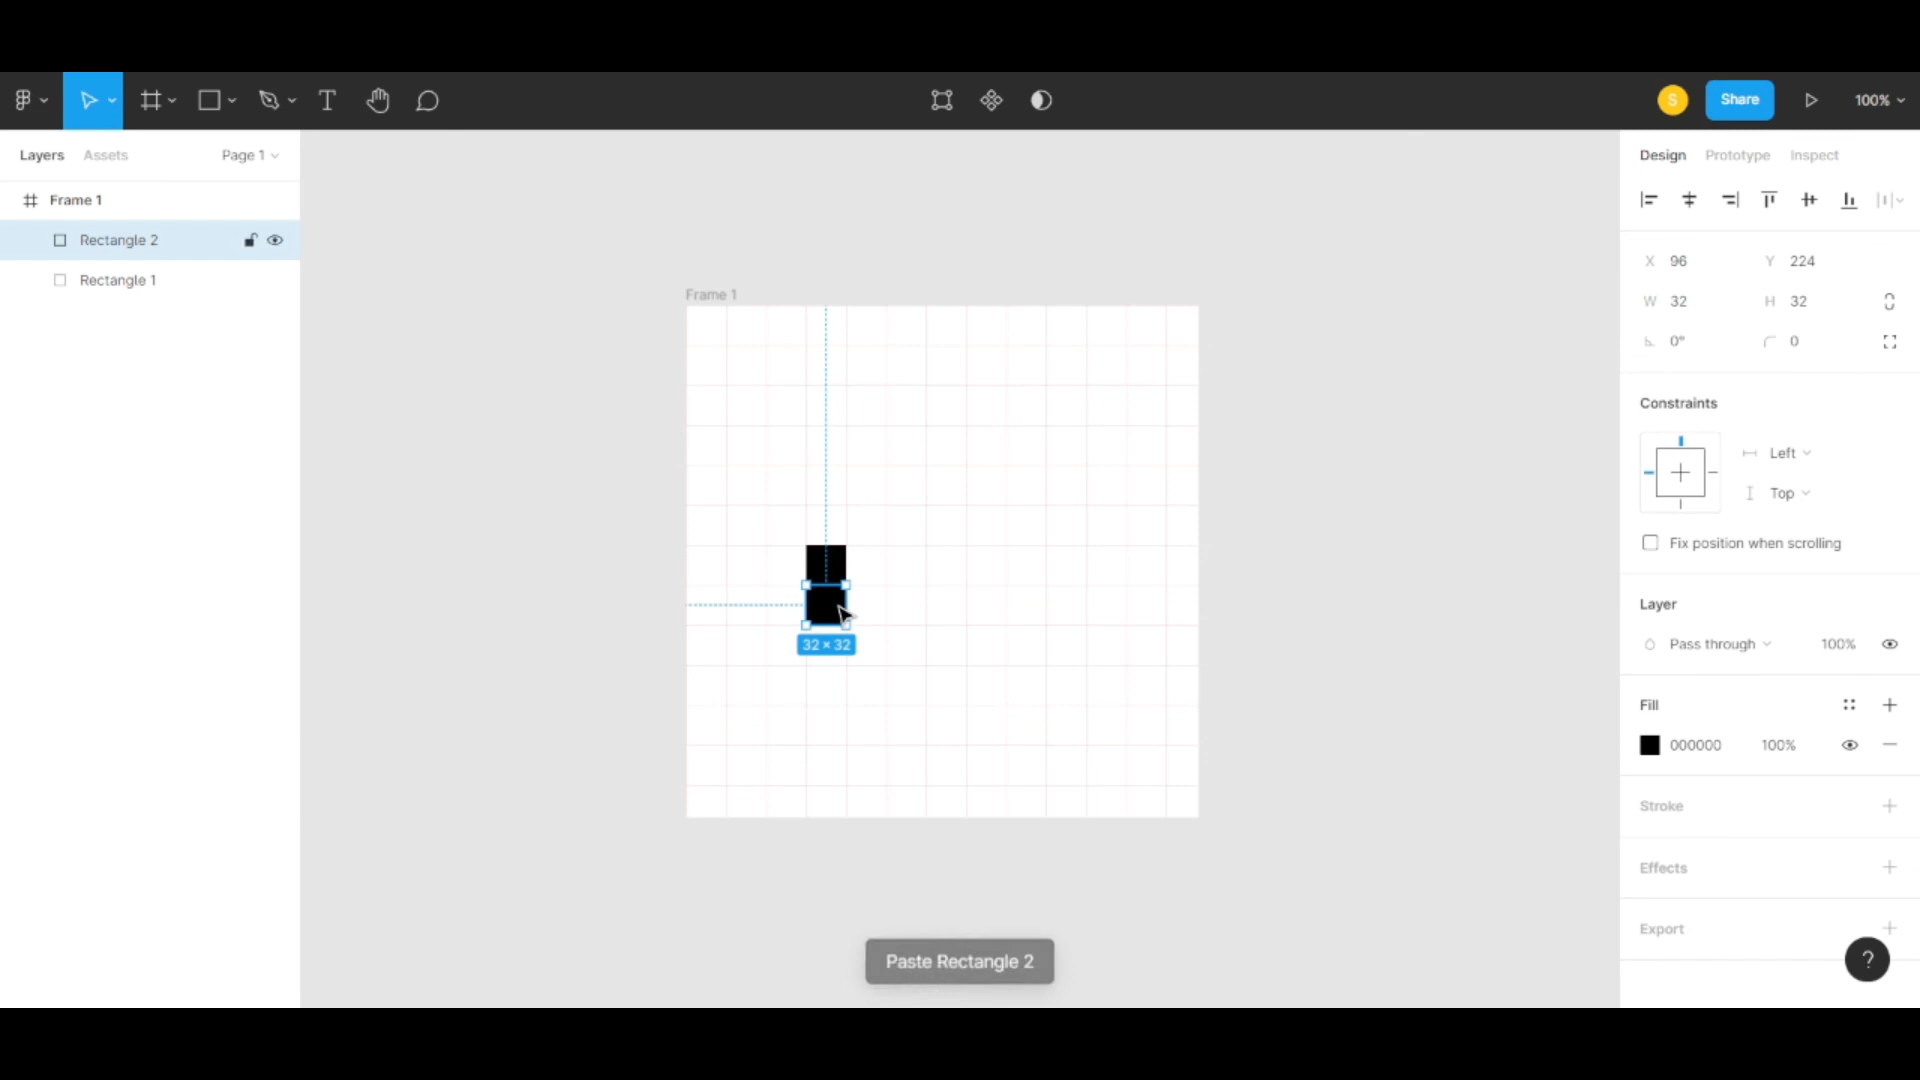 S
Share
100%
Layers
Assets
Page 1
Design
Prototype
Inspect
Frame 1
Rectangle 2
Rectangle 1
X 96
Y 224
W 32
H 32
0°
0
Constraints
Left
Top
Fix position when scrolling
Frame 1
32 × 32
Layer
Pass through
100%
Fill
000000
100%
Stroke
Effects
Export
Paste Rectangle 2
?